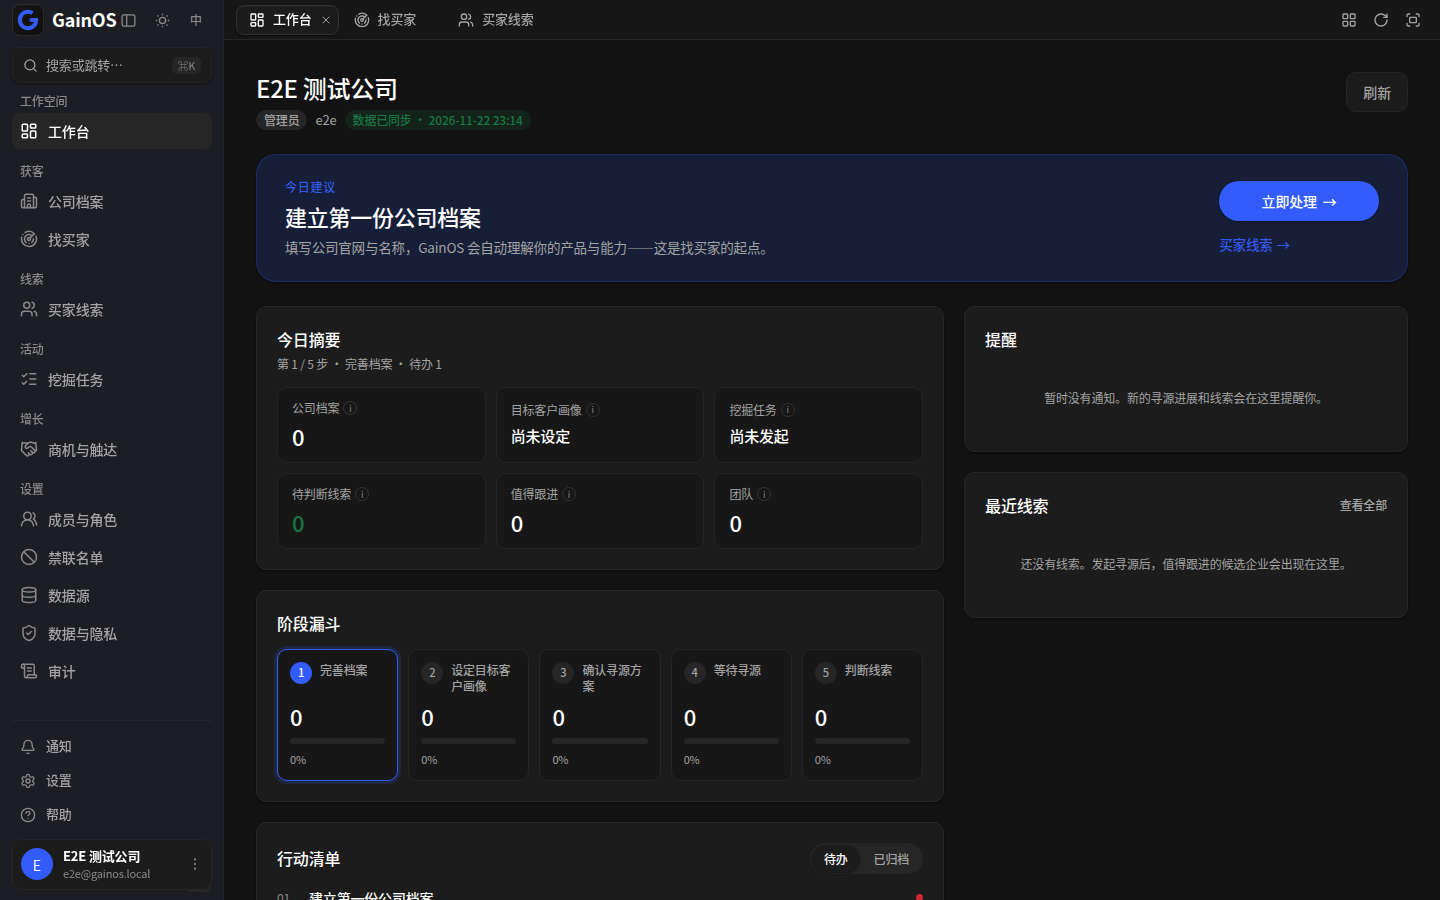 GainOS
中
工作台
找买家
买家线索
搜索或跳转…
⌘K
工作空间
工作台
获客
公司档案
找买家
线索
买家线索
活动
挖掘任务
增长
商机与触达
设置
成员与角色
禁联名单
数据源
数据与隐私
审计
通知
设置
帮助
E
E2E 测试公司
e2e@gainos.local
E2E 测试公司
管理员
e2e
数据已同步 · 2026-11-22 23:14
刷新
今日建议
建立第一份公司档案
填写公司官网与名称，GainOS 会自动理解你的产品与能力——这是找买家的起点。
立即处理 →
买家线索 →
今日摘要
第 1 / 5 步 · 完善档案 · 待办 1
公司档案
0
目标客户画像
尚未设定
挖掘任务
尚未发起
待判断线索
0
值得跟进
0
团队
0
阶段漏斗
1
完善档案
0
0%
2
设定目标客
户画像
0
0%
3
确认寻源方
案
0
0%
4
等待寻源
0
0%
5
判断线索
0
0%
行动清单
待办
已归档
01
建立第一份公司档案
提醒
暂时没有通知。新的寻源进展和线索会在这里提醒你。
最近线索
查看全部
还没有线索。发起寻源后，值得跟进的候选企业会出现在这里。